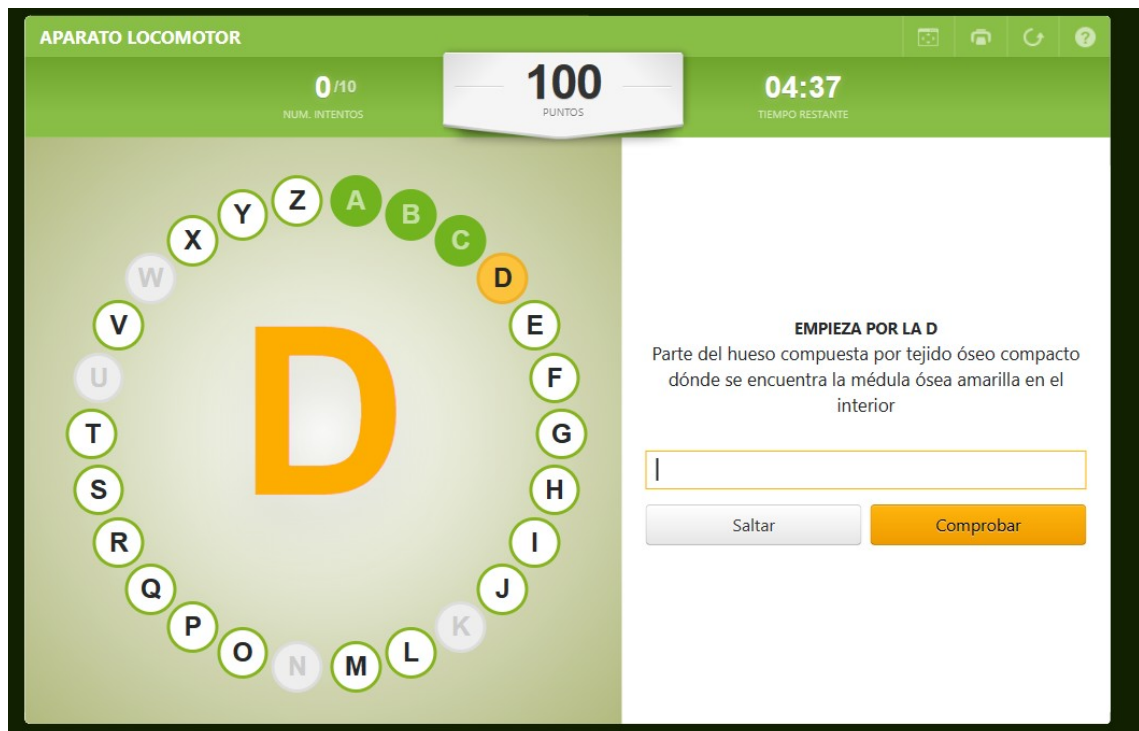 APARATO LOCOMOTOR
0/10
NUM. INTENTOS
100
PUNTOS
04:37
TIEMPO RESTANTE
A
B
C
D
E
F
G
H
I
J
K
L
M
N
O
P
Q
R
S
T
U
V
W
X
Y
Z
D
EMPIEZA POR LA D
Parte del hueso compuesta por tejido óseo compacto
dónde se encuentra la médula ósea amarilla en el
interior
Saltar
Comprobar